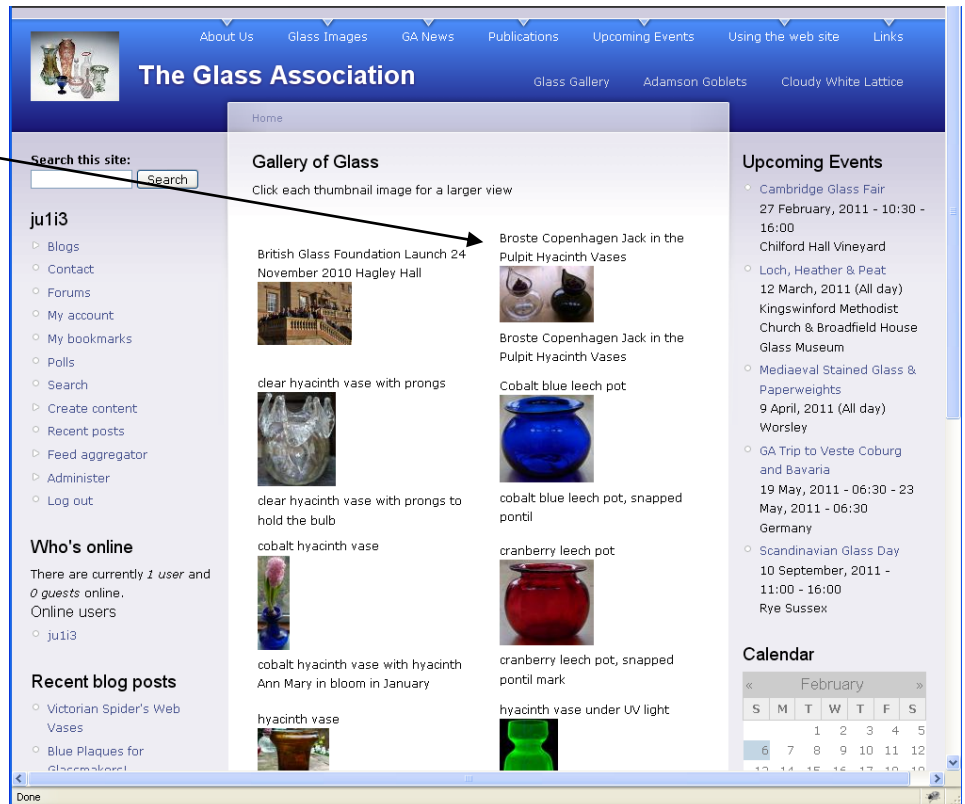 About Us Glass Images GA News Publications Upcoming Events Using the web site Links
The Glass Association
Glass Gallery Adamson Goblets Cloudy White Lattice
Home
Search this site:
Search
ju1i3
Blogs
Contact
Forums
My account
My bookmarks
Polls
Search
Create content
Recent posts
Feed aggregator
Administer
Log out
Who's online
There are currently 1 user and
0 guests online.
Online users
ju1i3
Recent blog posts
Victorian Spider's Web
Vases
Blue Plaques for
Glassmakers!
Gallery of Glass
Click each thumbnail image for a larger view
British Glass Foundation Launch 24
November 2010 Hagley Hall
Broste Copenhagen Jack in the
Pulpit Hyacinth Vases
Broste Copenhagen Jack in the
Pulpit Hyacinth Vases
clear hyacinth vase with prongs
clear hyacinth vase with prongs to
hold the bulb
Cobalt blue leech pot
cobalt blue leech pot, snapped
pontil
cobalt hyacinth vase
cobalt hyacinth vase with hyacinth
Ann Mary in bloom in January
cranberry leech pot
cranberry leech pot, snapped
pontil mark
hyacinth vase
hyacinth vase under UV light
Upcoming Events
Cambridge Glass Fair
27 February, 2011 - 10:30 -
16:00
Chilford Hall Vineyard
Loch, Heather & Peat
12 March, 2011 (All day)
Kingswinford Methodist
Church & Broadfield House
Glass Museum
Mediaeval Stained Glass &
Paperweights
9 April, 2011 (All day)
Worsley
GA Trip to Veste Coburg
and Bavaria
19 May, 2011 - 06:30 - 23
May, 2011 - 06:30
Germany
Scandinavian Glass Day
10 September, 2011 -
11:00 - 16:00
Rye Sussex
Calendar
« February »
S M T W T F S
1 2 3 4 5
6 7 8 9 10 11 12
13 14 15 16 17 18 19
Done